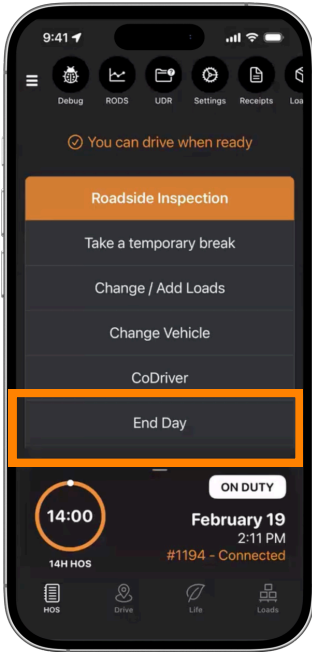 9:41
Debug RODS UDR Settings Receipts Loa
You can drive when ready
Roadside Inspection
Take a temporary break
Change / Add Loads
Change Vehicle
CoDriver
End Day
ON DUTY
14:00
February 19
2:11 PM
#1194 - Connected
14H HOS
HOS Drive Life Loads